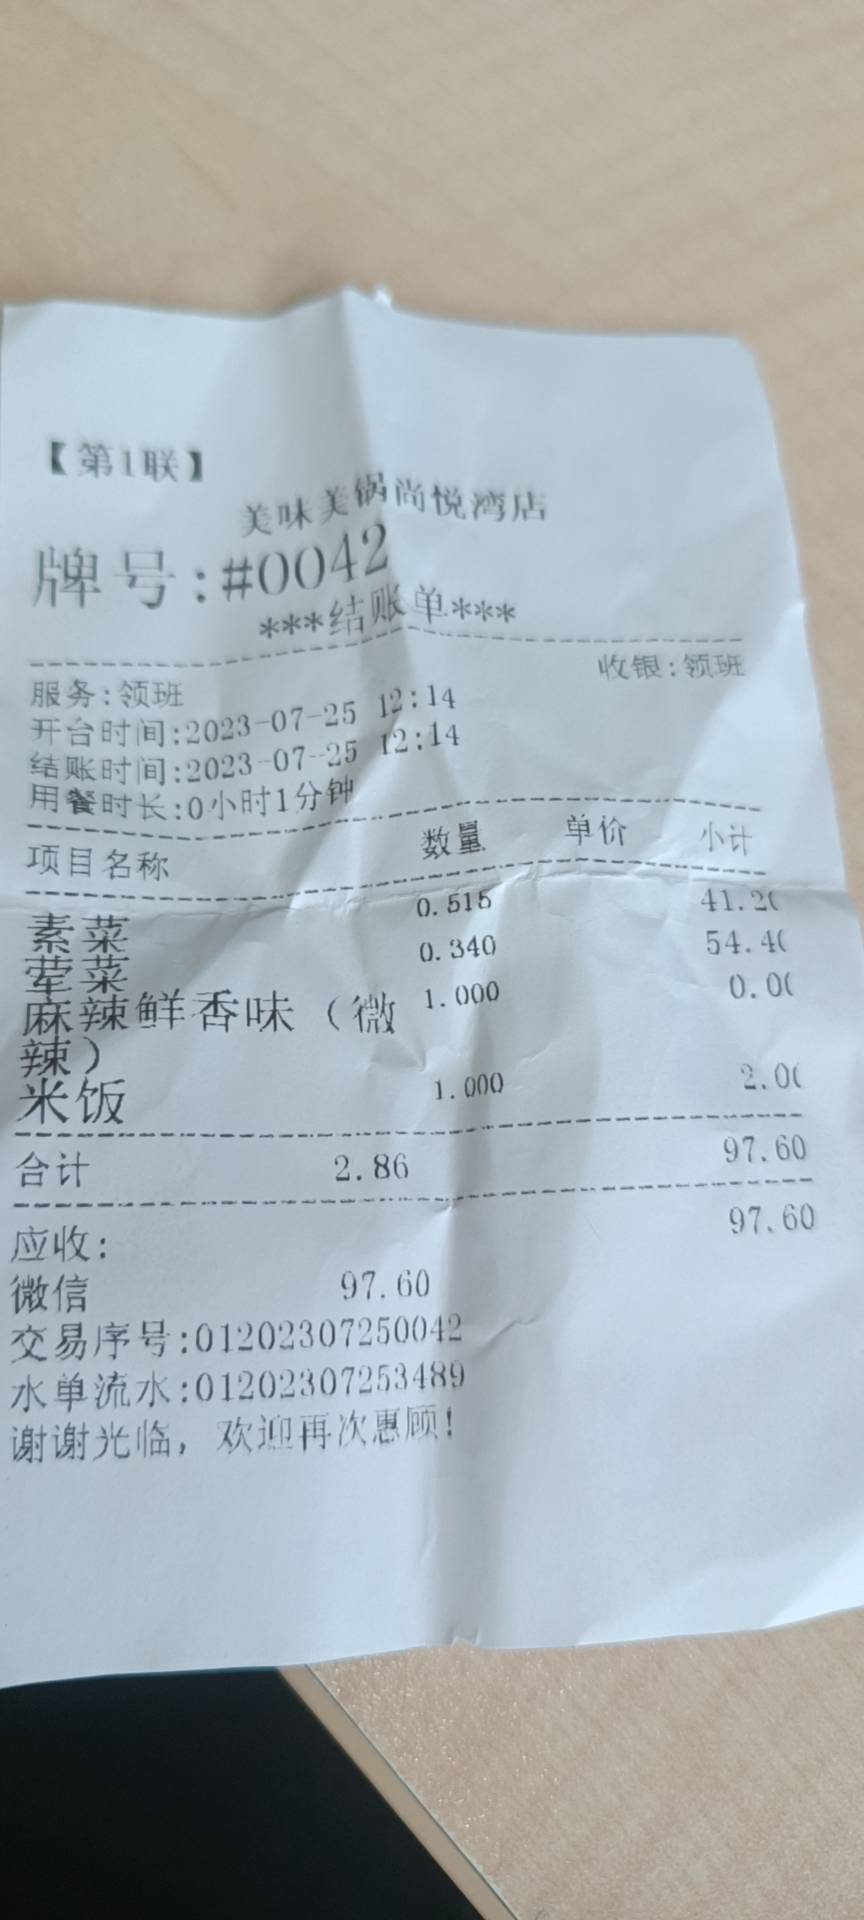 【第1联】
美味美锅尚悦湾店
牌号:#0042
***结账单***
服务:领班 收银:领班
开台时间:2023-07-25 12:14
结账时间:2023-07-25 12:14
用餐时长:0小时1分钟
项目名称 数量 单价 小计
素菜 0.515 41.20
荤菜 0.340 54.40
麻辣鲜香味（微 1.000 0.00
辣）
米饭 1.000 2.00
合计 2.86 97.60
应收: 97.60
微信 97.60
交易序号:01202307250042
水单流水:01202307253489
谢谢光临, 欢迎再次惠顾!